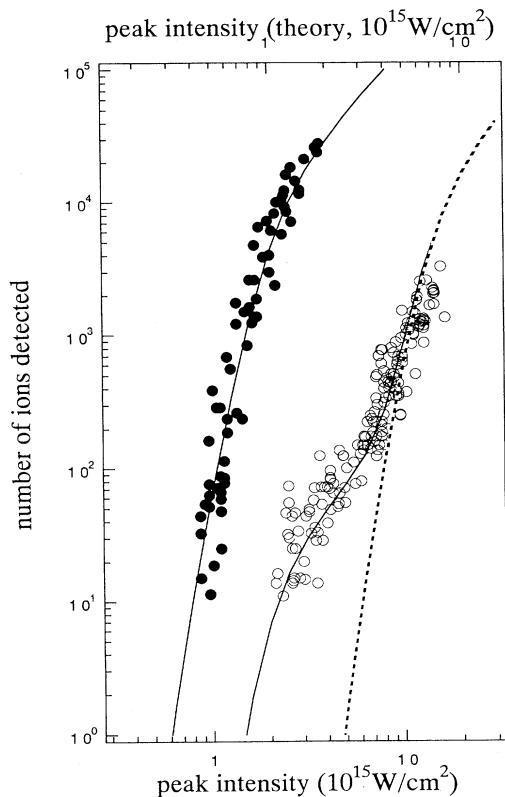 peak intensity (theory, 10^15 W/cm^2)
1 10
10^5
10^4
10^3
10^2
10^1
10^0
number of ions detected
1 10
peak intensity (10^15 W/cm^2)